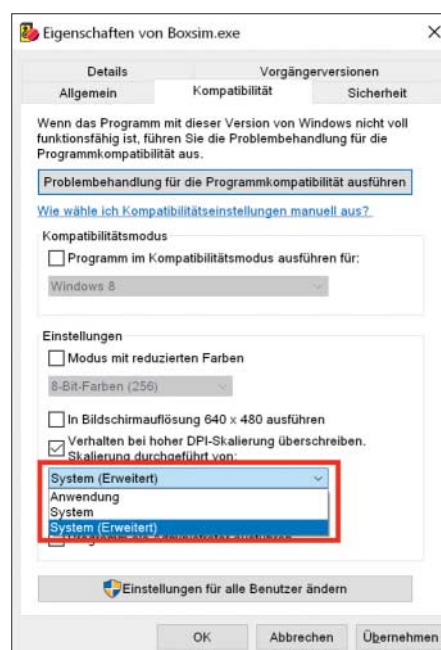 Eigenschaften von Boxsim.exe
Details Vorgängerversionen
Allgemein Kompatibilität Sicherheit
Wenn das Programm mit dieser Version von Windows nicht voll
funktionsfähig ist, führen Sie die Problembehandlung für die
Programmkompatibilität aus.
Problembehandlung für die Programmkompatibilität ausführen
Wie wähle ich Kompatibilitätseinstellungen manuell aus?
Kompatibilitätsmodus
Programm im Kompatibilitätsmodus ausführen für:
Windows 8
Einstellungen
Modus mit reduzierten Farben
8-Bit-Farben (256)
In Bildschirmauflösung 640 x 480 ausführen
Verhalten bei hoher DPI-Skalierung überschreiben.
Skalierung durchgeführt von:
System (Erweitert)
Anwendung
System
System (Erweitert)
Einstellungen für alle Benutzer ändern
OK Abbrechen Übernehmen